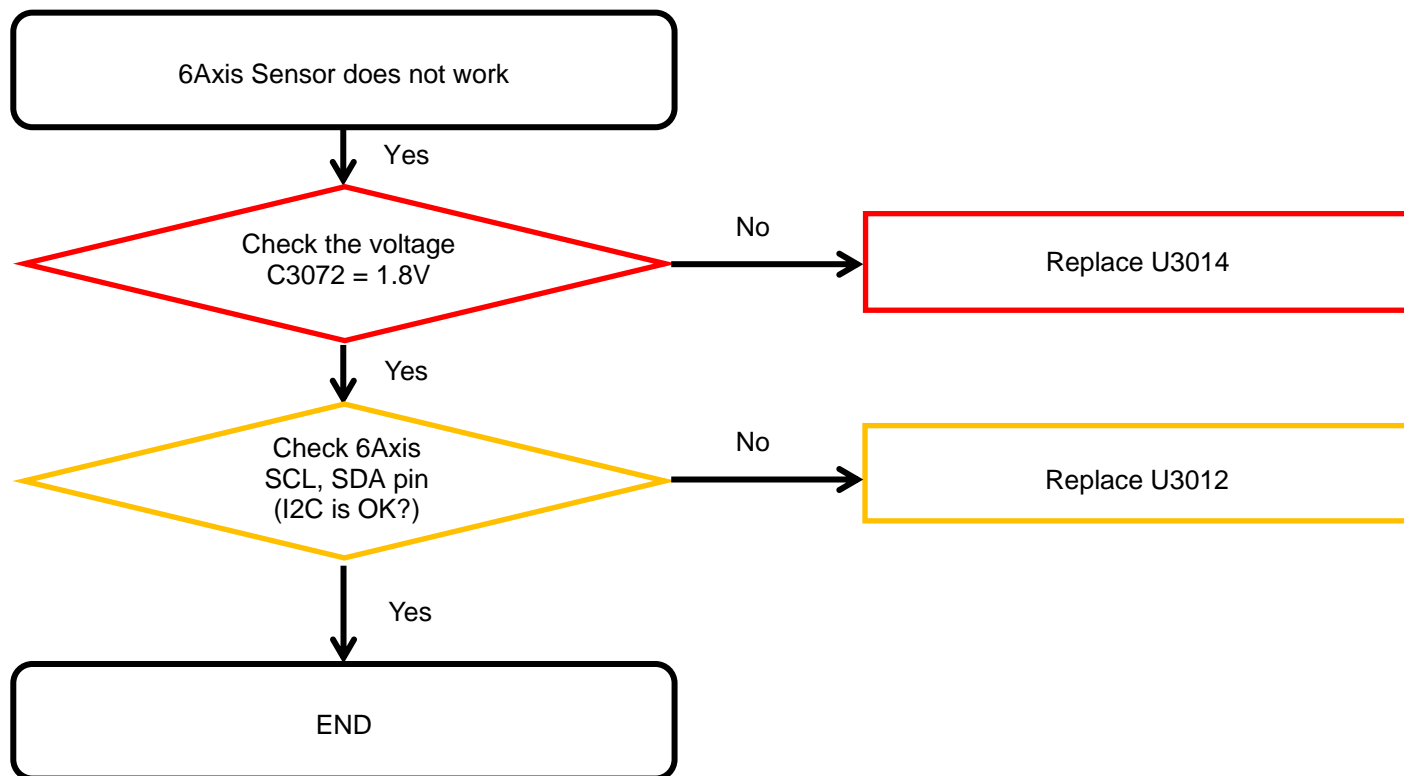 6Axis Sensor does not work
Yes
Check the voltage
C3072 = 1.8V
No
Replace U3014
Yes
Check 6Axis
SCL, SDA pin
(I2C is OK?)
No
Replace U3012
Yes
END